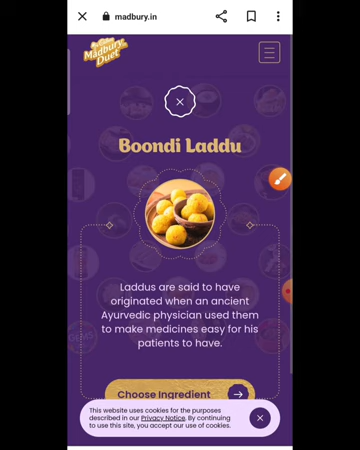 madbury.in
Madbury
Duet
Boondi Laddu
Laddus are said to have
originated when an ancient
Ayurvedic physician used them
to make medicines easy for his
patients to have.
Choose Ingredient
This website uses cookies for the purposes
described in our Privacy Notice. By continuing
to use this site, you accept our use of cookies.
GEMS